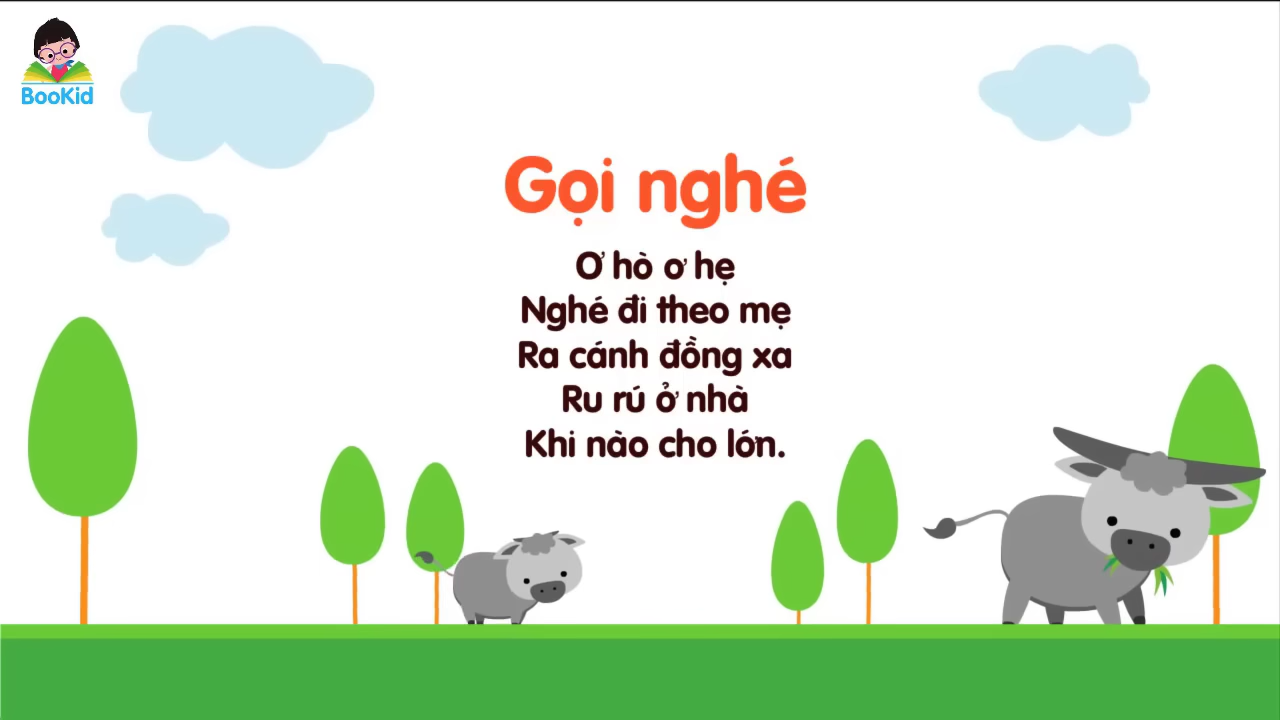 BooKid
Gọi nghé
Ơ hò ơ hẹ
Nghé đi theo mẹ
Ra cánh đồng xa
Ru rú ở nhà
Khi nào cho lớn.